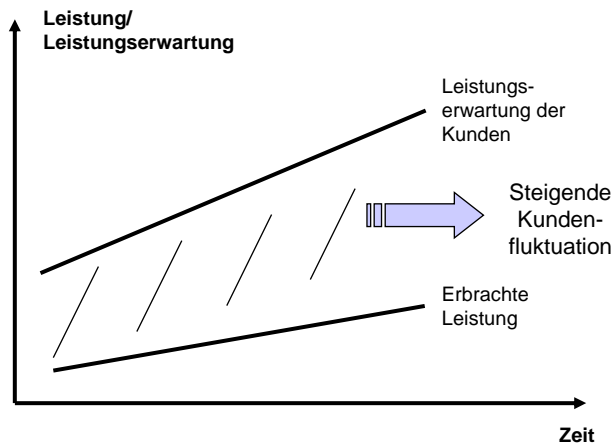 Leistung/
Leistungserwartung
Leistungs-
erwartung der
Kunden
Steigende
Kunden-
fluktuation
Erbrachte
Leistung
Zeit